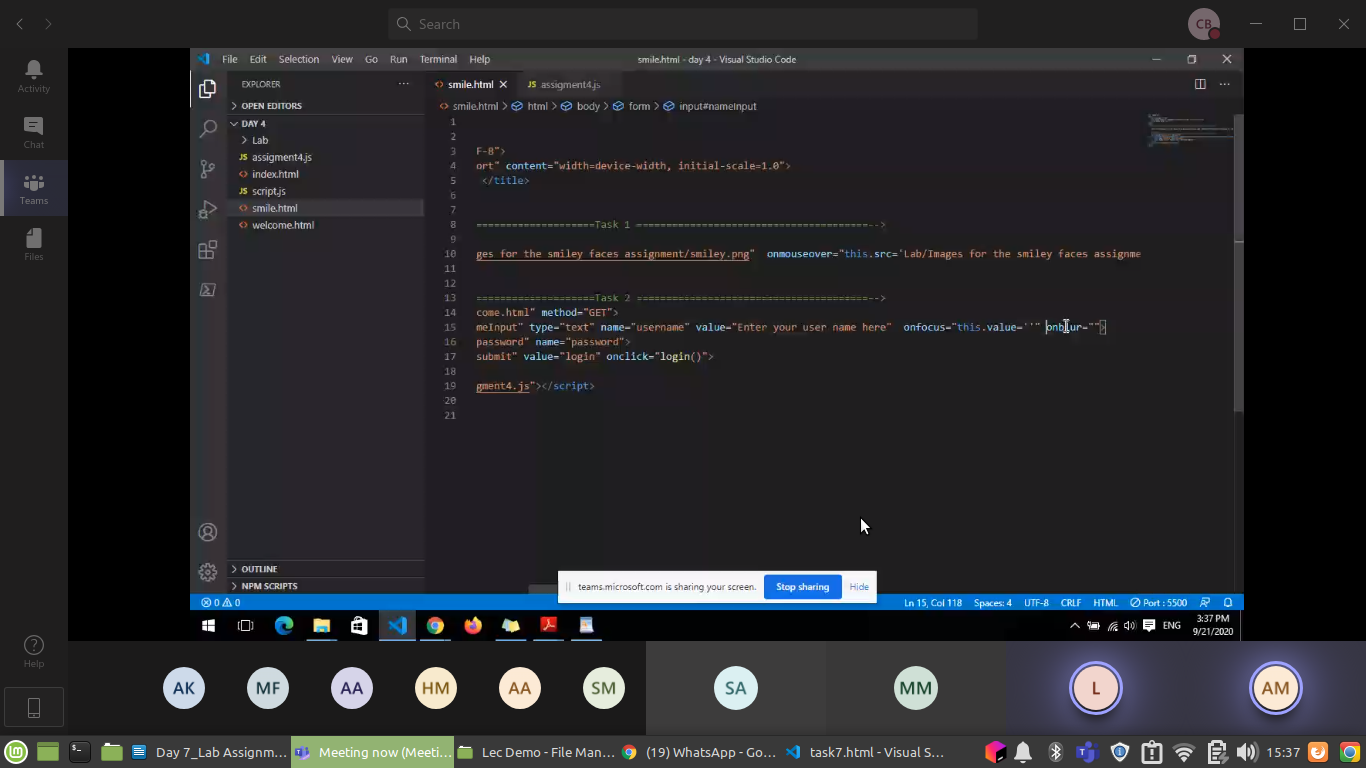 Search
CB
Activity
Chat
Teams
Files
Help
File Edit Selection View Go Run Terminal Help
smile.html - day 4 - Visual Studio Code
EXPLORER
OPEN EDITORS
DAY 4
Lab
JS assigment4.js
index.html
JS script.js
smile.html
welcome.html
OUTLINE
NPM SCRIPTS
smile.html
JS assigment4.js
smile.html > html > body > form > input#nameInput
1
2
3 F-8">
4 ort" content="width=device-width, initial-scale=1.0">
5 </title>
6
7
8 ====================Task 1 =======================================-->
9
10 ges for the smiley faces assignment/smiley.png" onmouseover="this.src='Lab/Images for the smiley faces assignme
11
12
13 ====================Task 2 =======================================-->
14 come.html" method="GET">
15 meInput" type="text" name="username" value="Enter your user name here" onfocus="this.value=''" onblur="">
16 password" name="password">
17 submit" value="login" onclick="login()">
18
19 gment4.js"></script>
20
21
teams.microsoft.com is sharing your screen.
Stop sharing
Hide
0 0
Ln 15, Col 118 Spaces: 4 UTF-8 CRLF HTML Port : 5500
ENG
3:37 PM
9/21/2020
AK MF AA HM AA SM SA MM L AM
Day 7_Lab Assignm...
Meeting now (Meeti...
Lec Demo - File Man...
(19) WhatsApp - Go...
task7.html - Visual S...
15:37